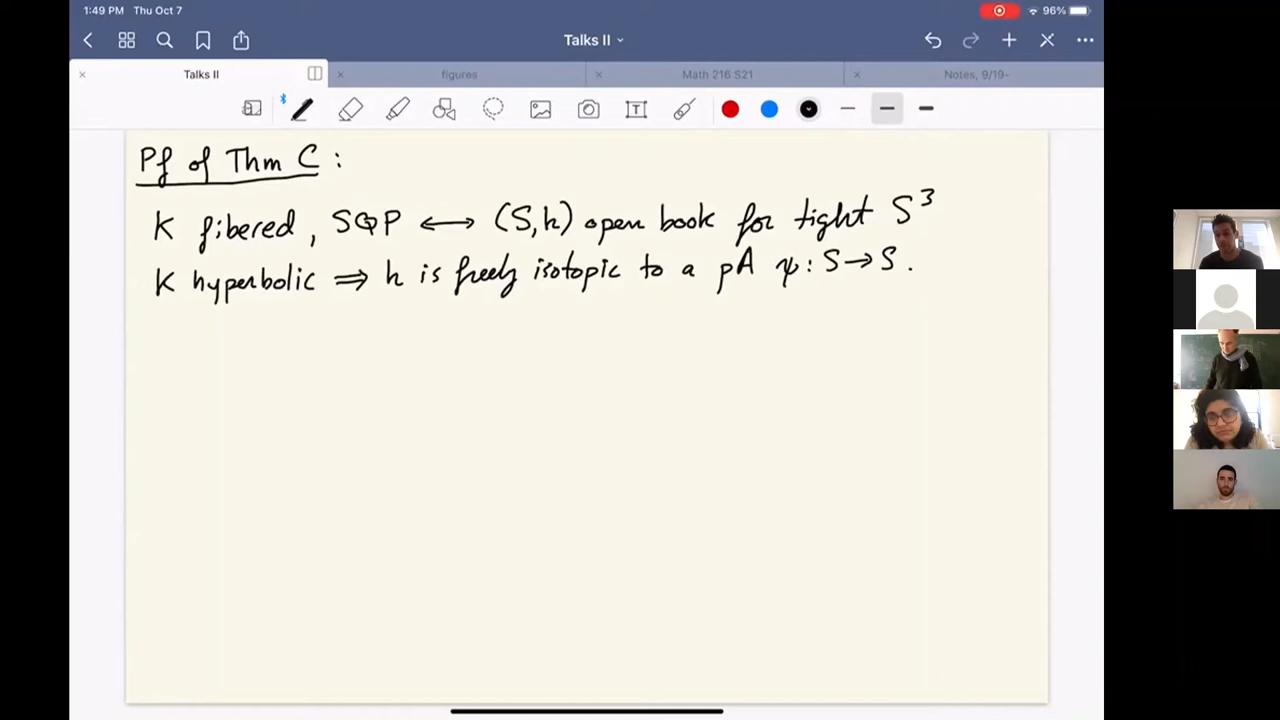 1:49 PM Thu Oct 7
96%
Talks II
Talks II
figures
Math 216 S21
Notes, 9/19-
Pf of Thm C :
K fibered, SQP ⟷ (S,h) open book for tight S³
K hyperbolic ⟹ h is freely isotopic to a pA ψ: S→S.